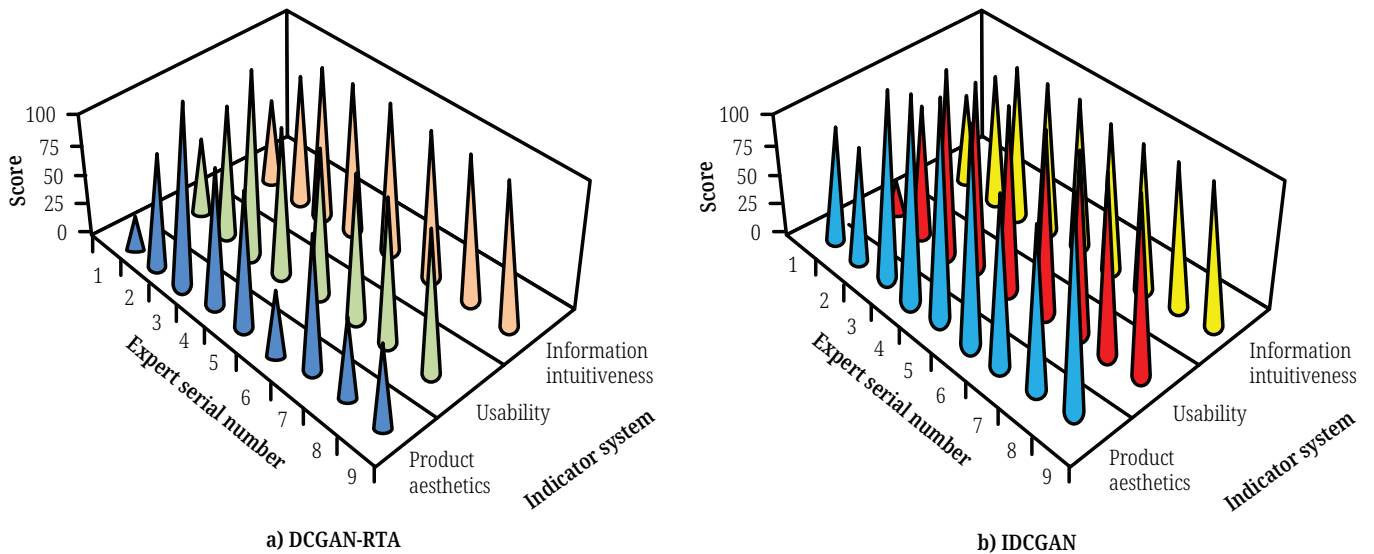 100
75
50
25
0
Score
1
2
3
4
5
6
7
8
9
Expert serial number
Product
aesthetics
Usability
Information
intuitiveness
Indicator system
a) DCGAN-RTA
100
75
50
25
0
Score
1
2
3
4
5
6
7
8
9
Expert serial number
Product
aesthetics
Usability
Information
intuitiveness
Indicator system
b) IDCGAN